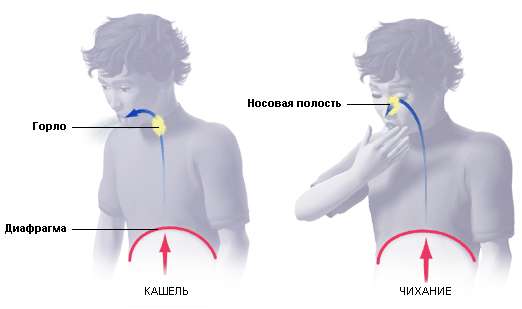 Носовая полость
Горло
Диафрагма
КАШЕЛЬ
ЧИХАНИЕ